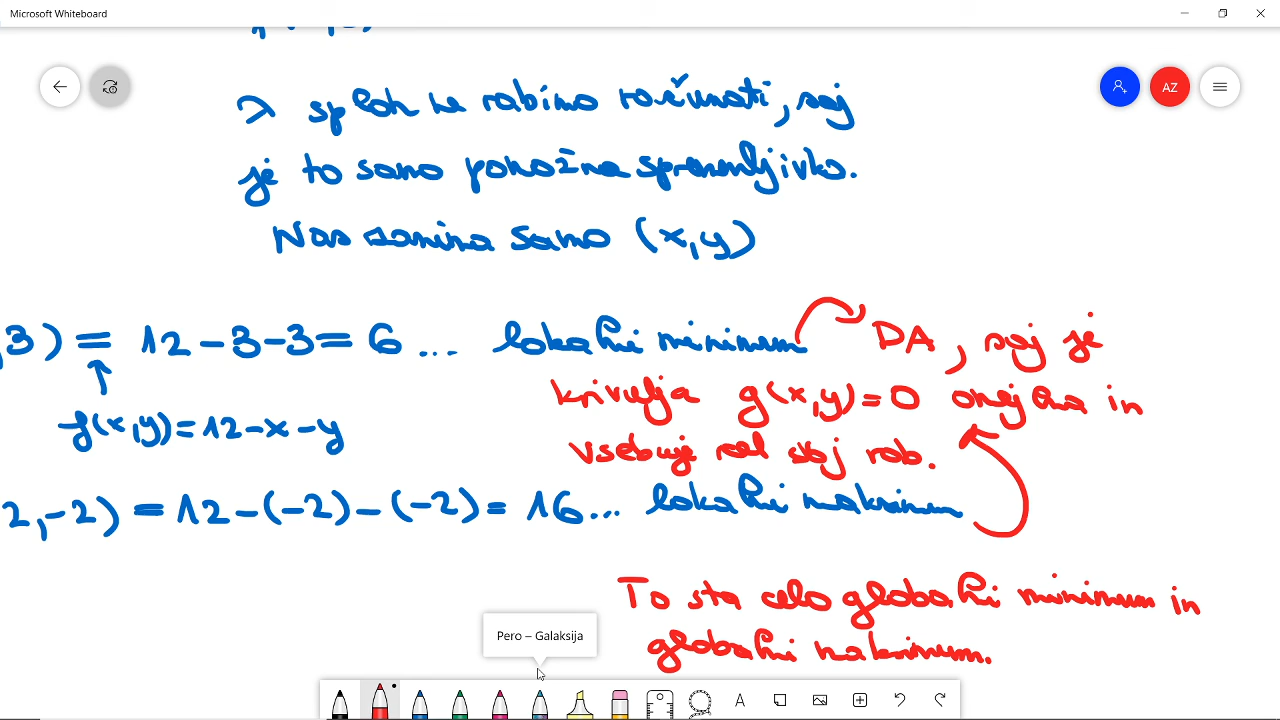 Microsoft Whiteboard
AZ
λ sploh ne rabimo računati, saj
je to samo pomožna spremenljivka.
Nas zanima samo (x,y)
,3) = 12 - 3 - 3 = 6 ... lokalni minimum DA, saj je
krivulja g(x,y)=0 omejena in
f(x,y)=12-x-y
vsebuje cel svoj rob.
2,-2) = 12-(-2)-(-2) = 16... lokalni maksimum
To sta celo globalni minimum in
globalni maksimum.
Pero – Galaksija
A